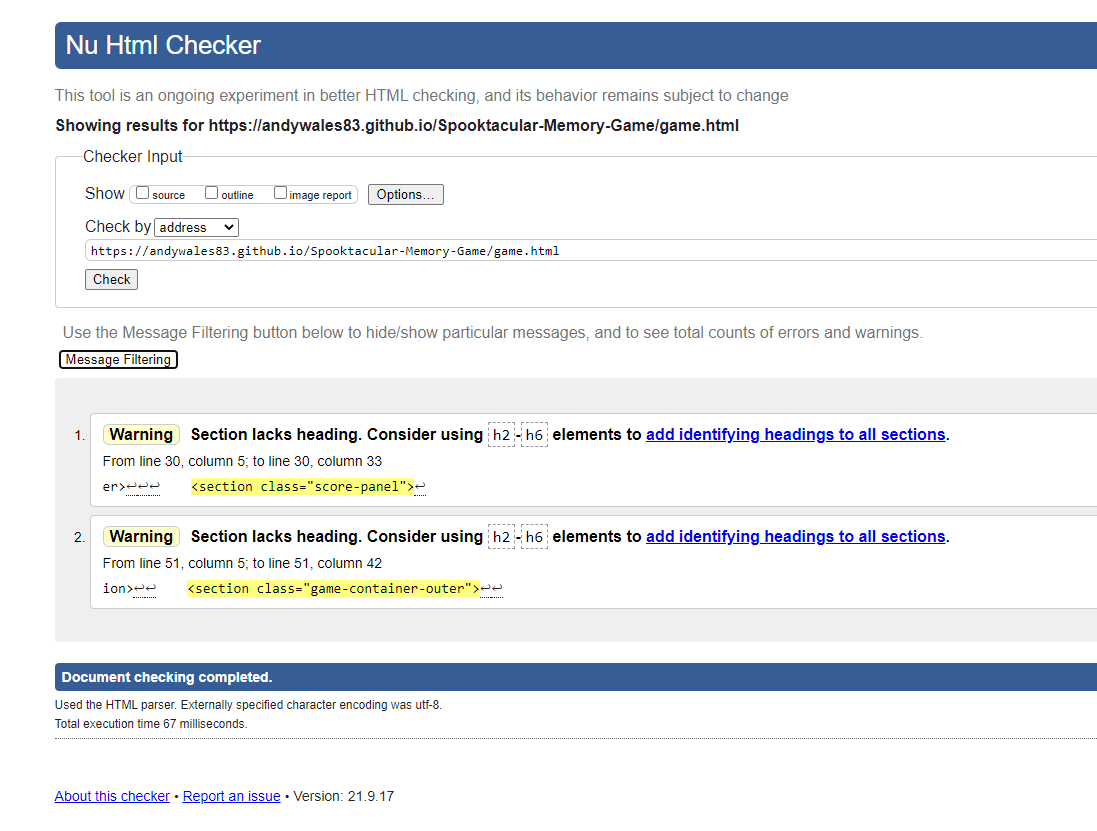 Nu Html Checker
This tool is an ongoing experiment in better HTML checking, and its behavior remains subject to change
Showing results for https://andywales83.github.io/Spooktacular-Memory-Game/game.html
Checker Input
Show source outline image report Options...
Check by address
https://andywales83.github.io/Spooktacular-Memory-Game/game.html
Check
Use the Message Filtering button below to hide/show particular messages, and to see total counts of errors and warnings.
Message Filtering
1. Warning Section lacks heading. Consider using h2-h6 elements to add identifying headings to all sections.
From line 30, column 5; to line 30, column 33
er>↩↩↩ <section class="score-panel">↩
2. Warning Section lacks heading. Consider using h2-h6 elements to add identifying headings to all sections.
From line 51, column 5; to line 51, column 42
ion>↩↩ <section class="game-container-outer">↩↩
Document checking completed.
Used the HTML parser. Externally specified character encoding was utf-8.
Total execution time 67 milliseconds.
About this checker • Report an issue • Version: 21.9.17